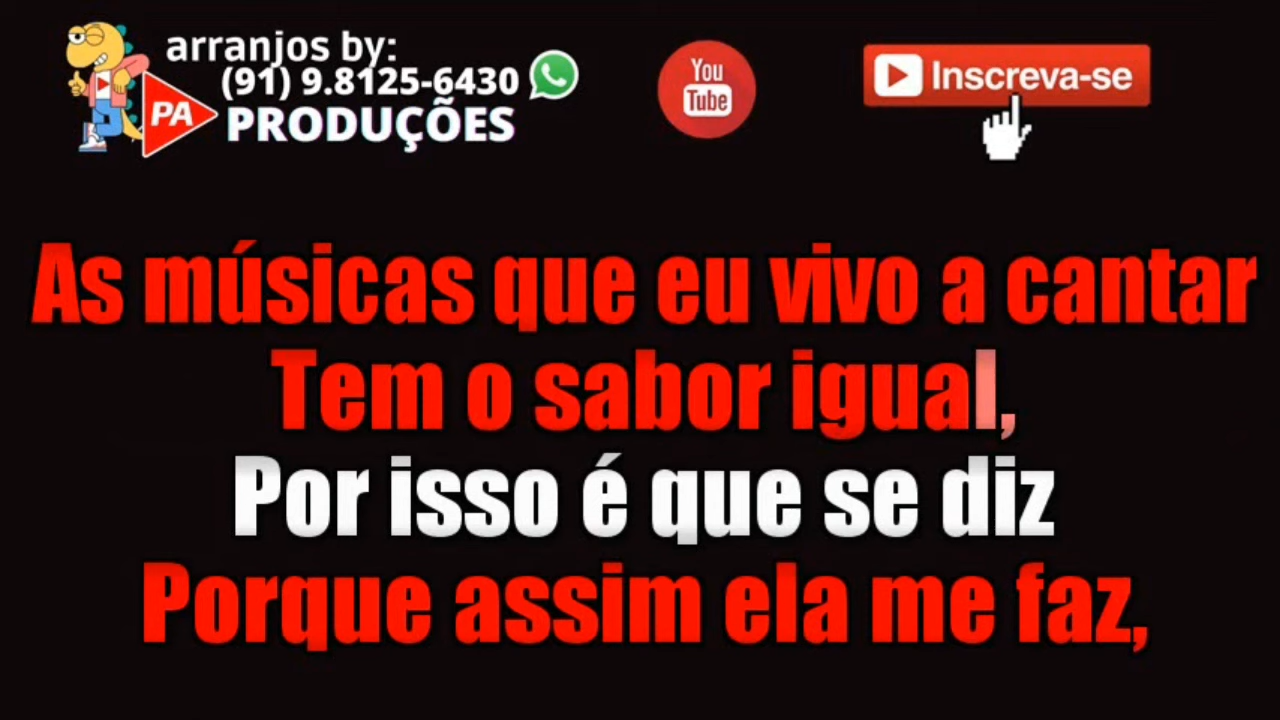 arranjos by:
(91) 9.8125-6430
PA
PRODUÇÕES
You
Tube
Inscreva-se
As músicas que eu vivo a cantar
Tem o sabor igual,
Por isso é que se diz
Porque assim ela me faz,